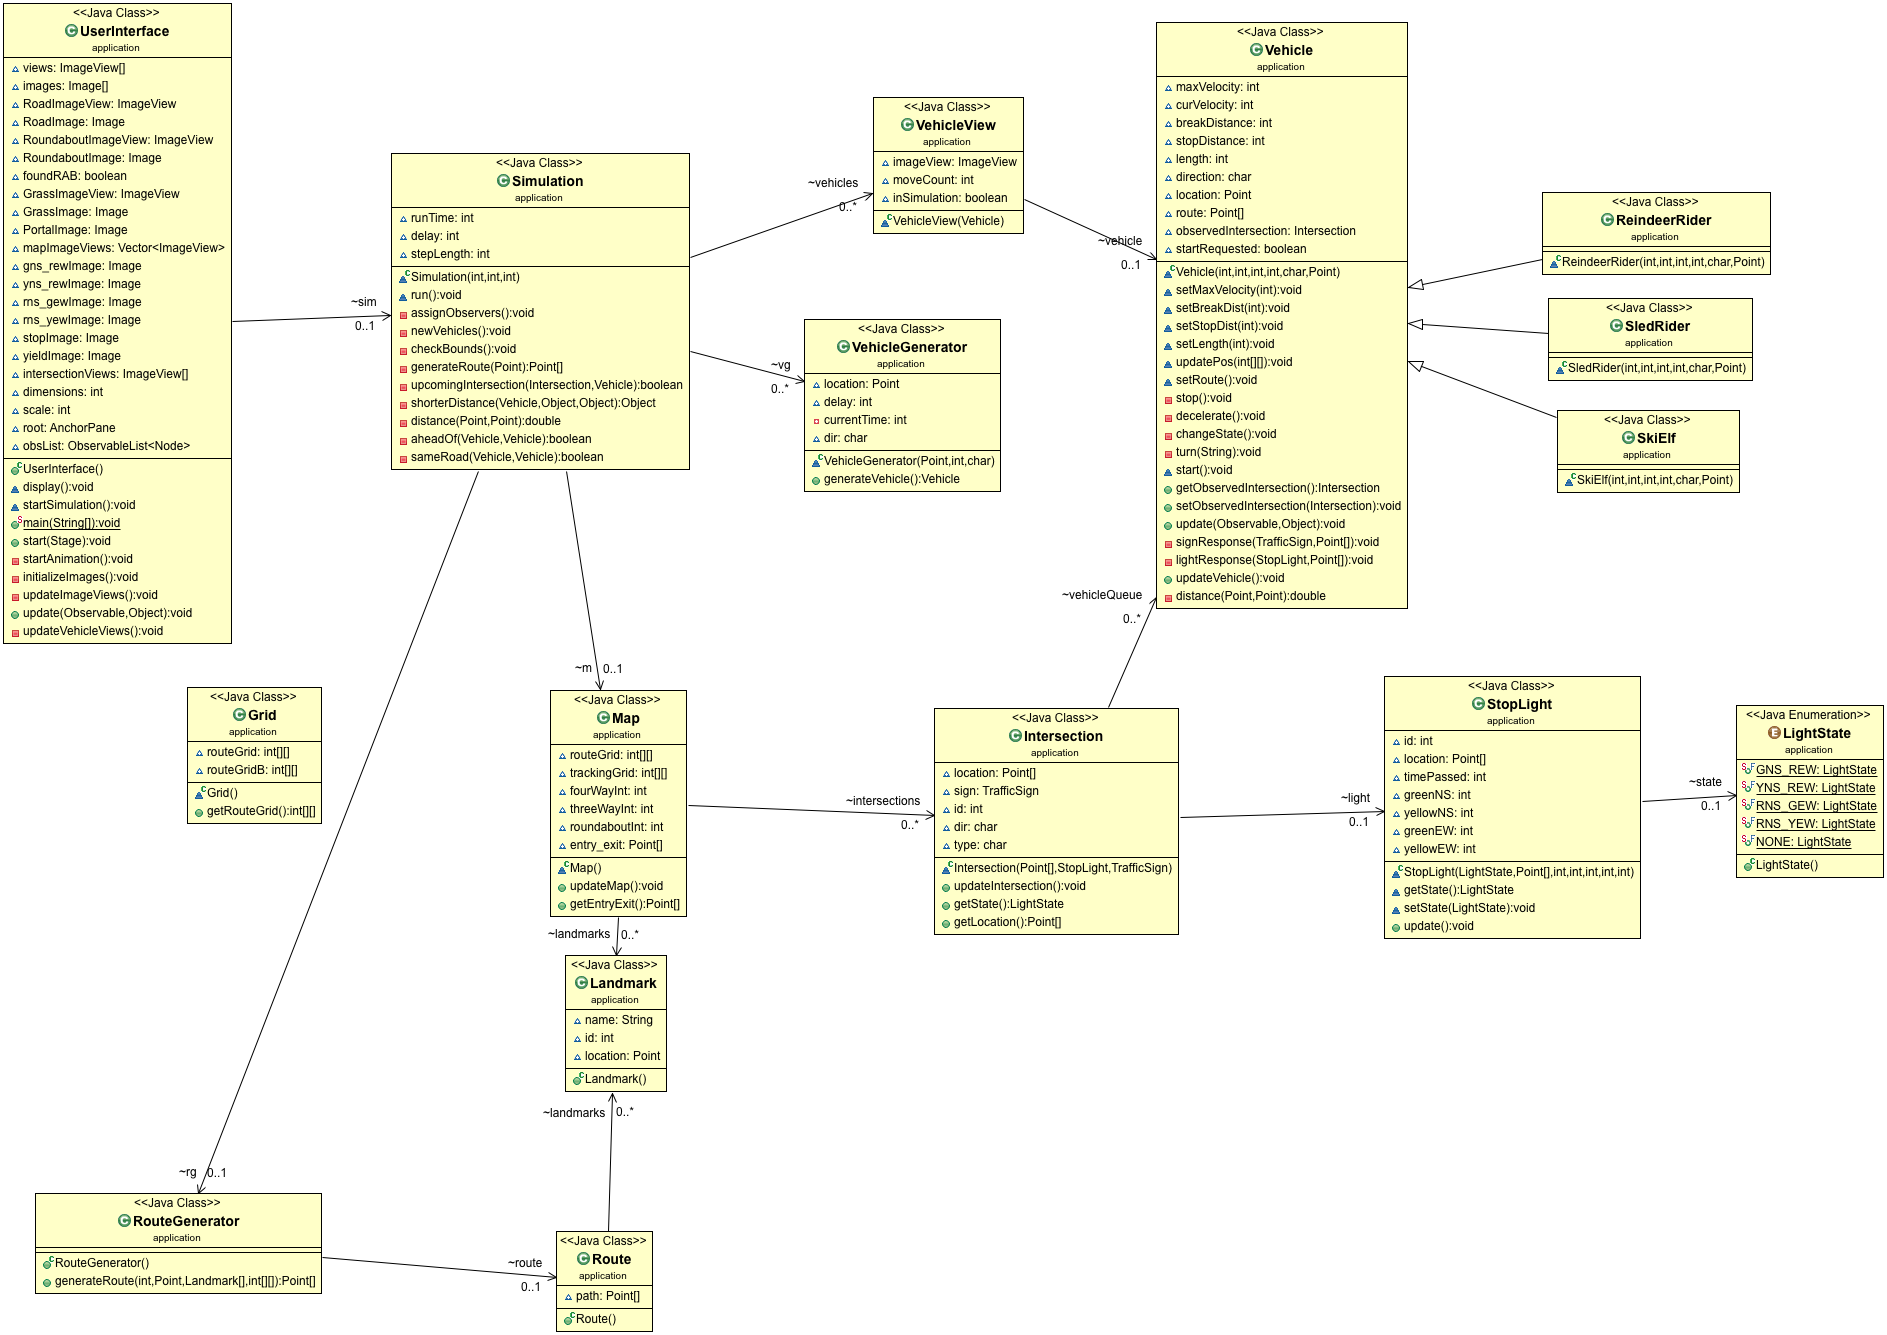 <<Java Class>>
UserInterface
application
views: ImageView[]
images: Image[]
RoadImageView: ImageView
RoadImage: Image
RoundaboutImageView: ImageView
RoundaboutImage: Image
foundRAB: boolean
GrassImageView: ImageView
GrassImage: Image
PortalImage: Image
mapImageViews: Vector<ImageView>
gns_rewImage: Image
yns_rewImage: Image
rns_gewImage: Image
rns_yewImage: Image
stopImage: Image
yieldImage: Image
intersectionViews: ImageView[]
dimensions: int
scale: int
root: AnchorPane
obsList: ObservableList<Node>
UserInterface()
display():void
startSimulation():void
main(String[]):void
start(Stage):void
startAnimation():void
initializeImages():void
updateImageViews():void
update(Observable,Object):void
updateVehicleViews():void
~sim
0..1
<<Java Class>>
Simulation
application
runTime: int
delay: int
stepLength: int
Simulation(int,int,int)
run():void
assignObservers():void
newVehicles():void
checkBounds():void
generateRoute(Point):Point[]
upcomingIntersection(Intersection,Vehicle):boolean
shorterDistance(Vehicle,Object,Object):Object
distance(Point,Point):double
aheadOf(Vehicle,Vehicle):boolean
sameRoad(Vehicle,Vehicle):boolean
~vehicles
0..*
<<Java Class>>
VehicleView
application
imageView: ImageView
moveCount: int
inSimulation: boolean
VehicleView(Vehicle)
~vehicle
0..1
~vg
0..*
<<Java Class>>
VehicleGenerator
application
location: Point
delay: int
currentTime: int
dir: char
VehicleGenerator(Point,int,char)
generateVehicle():Vehicle
<<Java Class>>
Vehicle
application
maxVelocity: int
curVelocity: int
breakDistance: int
stopDistance: int
length: int
direction: char
location: Point
route: Point[]
observedIntersection: Intersection
startRequested: boolean
Vehicle(int,int,int,int,char,Point)
setMaxVelocity(int):void
setBreakDist(int):void
setStopDist(int):void
setLength(int):void
updatePos(int[][]):void
setRoute():void
stop():void
decelerate():void
changeState():void
turn(String):void
start():void
getObservedIntersection():Intersection
setObservedIntersection(Intersection):void
update(Observable,Object):void
signResponse(TrafficSign,Point[]):void
lightResponse(StopLight,Point[]):void
updateVehicle():void
distance(Point,Point):double
<<Java Class>>
ReindeerRider
application
ReindeerRider(int,int,int,int,char,Point)
<<Java Class>>
SledRider
application
SledRider(int,int,int,int,char,Point)
<<Java Class>>
SkiElf
application
SkiElf(int,int,int,int,char,Point)
~vehicleQueue
0..*
~m
0..1
<<Java Class>>
Grid
application
routeGrid: int[][]
routeGridB: int[][]
Grid()
getRouteGrid():int[][]
<<Java Class>>
Map
application
routeGrid: int[][]
trackingGrid: int[][]
fourWayInt: int
threeWayInt: int
roundaboutInt: int
entry_exit: Point[]
Map()
updateMap():void
getEntryExit():Point[]
~intersections
0..*
<<Java Class>>
Intersection
application
location: Point[]
sign: TrafficSign
id: int
dir: char
type: char
Intersection(Point[],StopLight,TrafficSign)
updateIntersection():void
getState():LightState
getLocation():Point[]
~light
0..1
<<Java Class>>
StopLight
application
id: int
location: Point[]
timePassed: int
greenNS: int
yellowNS: int
greenEW: int
yellowEW: int
StopLight(LightState,Point[],int,int,int,int,int)
getState():LightState
setState(LightState):void
update():void
~state
0..1
<<Java Enumeration>>
LightState
application
GNS_REW: LightState
YNS_REW: LightState
RNS_GEW: LightState
RNS_YEW: LightState
NONE: LightState
LightState()
~landmarks
0..*
<<Java Class>>
Landmark
application
name: String
id: int
location: Point
Landmark()
~landmarks
0..*
~rg
0..1
<<Java Class>>
RouteGenerator
application
RouteGenerator()
generateRoute(int,Point,Landmark[],int[][]):Point[]
~route
0..1
<<Java Class>>
Route
application
path: Point[]
Route()